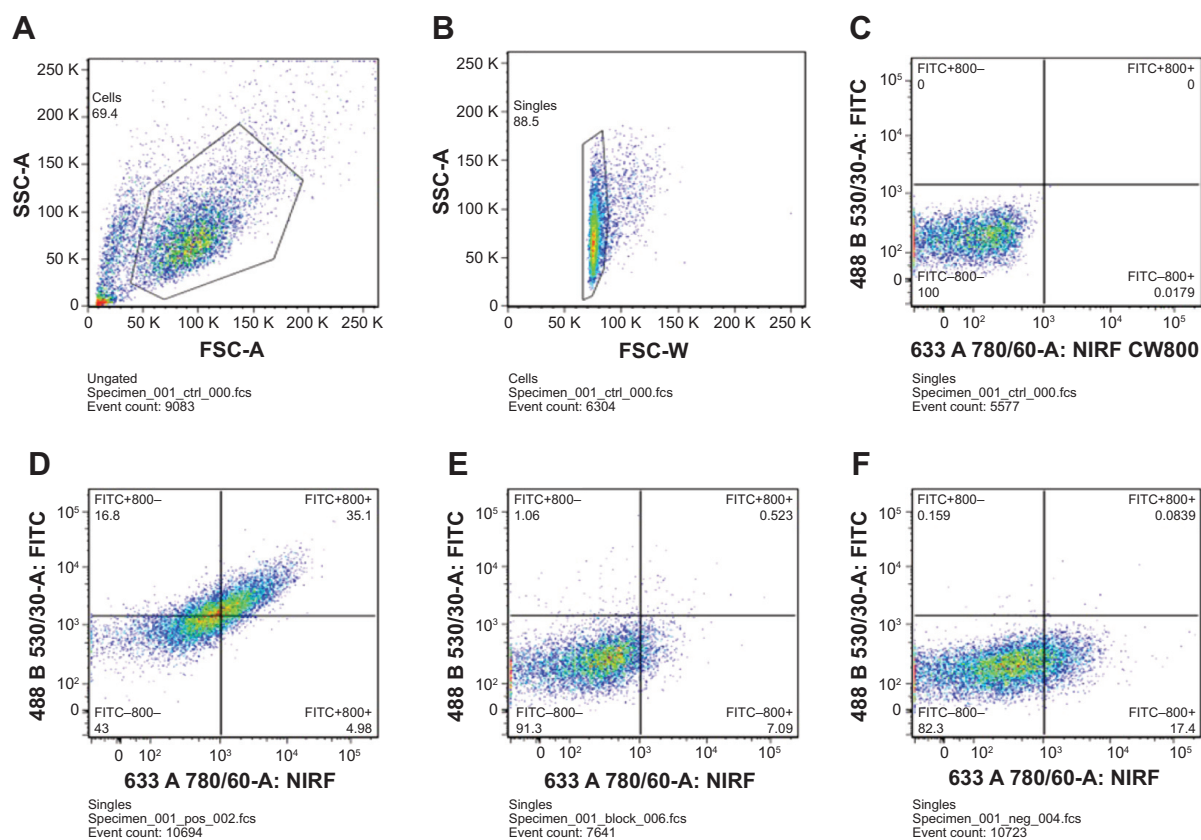 A
250 K
200 K
150 K
100 K
50 K
0
SSC-A
Cells
69.4
0 50 K 100 K 150 K 200 K 250 K
FSC-A
Ungated
Specimen_001_ctrl_000.fcs
Event count: 9083
B
250 K
200 K
150 K
100 K
50 K
0
SSC-A
Singles
88.5
0 50 K 100 K 150 K 200 K 250 K
FSC-W
Cells
Specimen_001_ctrl_000.fcs
Event count: 6304
C
FITC+800– FITC+800+
0 0
10⁵
10⁴
10³
10²
0
488 B 530/30-A: FITC
FITC–800– FITC–800+
100 0.0179
0 10² 10³ 10⁴ 10⁵
633 A 780/60-A: NIRF CW800
Singles
Specimen_001_ctrl_000.fcs
Event count: 5577
D
FITC+800– FITC+800+
16.8 35.1
10⁵
10⁴
10³
10²
0
488 B 530/30-A: FITC
FITC–800– FITC+800+
43 4.98
0 10² 10³ 10⁴ 10⁵
633 A 780/60-A: NIRF
Singles
Specimen_001_pos_002.fcs
Event count: 10694
E
FITC+800– FITC+800+
1.06 0.523
10⁵
10⁴
10³
10²
0
488 B 530/30-A: FITC
FITC–800– FITC–800+
91.3 7.09
0 10² 10³ 10⁴ 10⁵
633 A 780/60-A: NIRF
Singles
Specimen_001_block_006.fcs
Event count: 7641
F
FITC+800– FITC+800+
0.159 0.0839
10⁵
10⁴
10³
10²
0
488 B 530/30-A: FITC
FITC–800– FITC–800+
82.3 17.4
0 10² 10³ 10⁴ 10⁵
633 A 780/60-A: NIRF
Singles
Specimen_001_neg_004.fcs
Event count: 10723